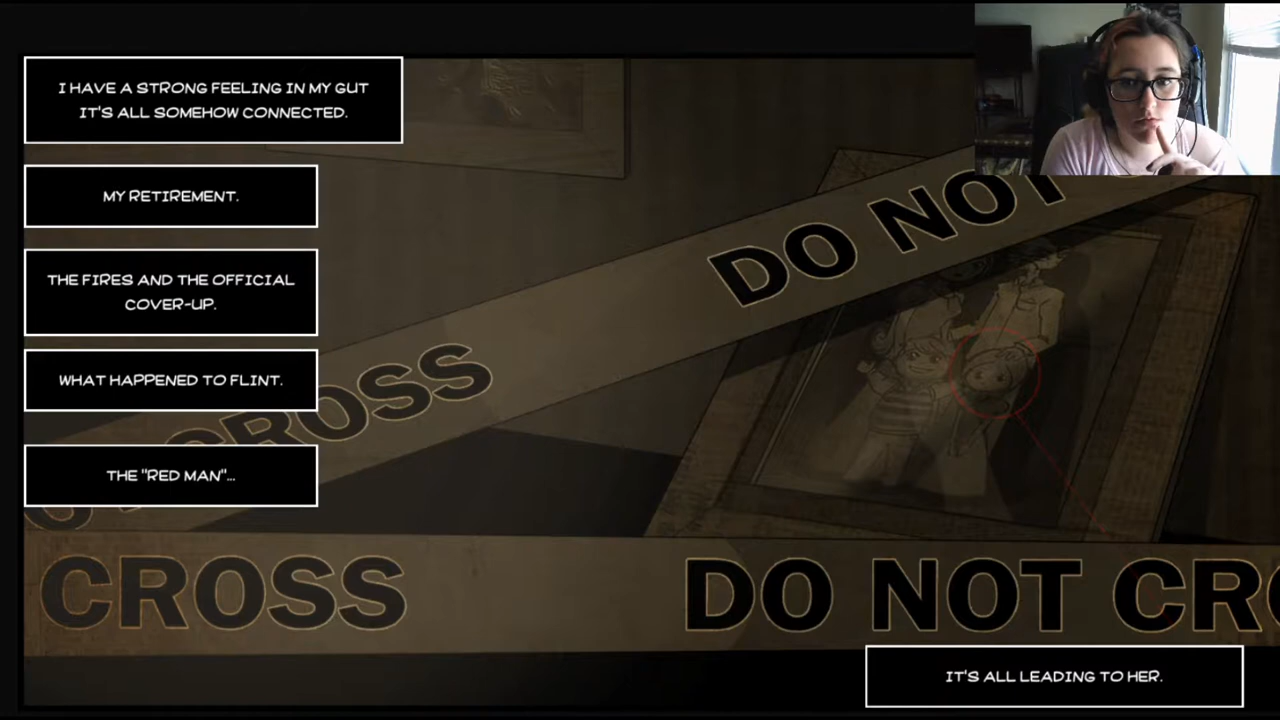 I HAVE A STRONG FEELING IN MY GUT
IT'S ALL SOMEHOW CONNECTED.
MY RETIREMENT.
THE FIRES AND THE OFFICIAL
COVER-UP.
WHAT HAPPENED TO FLINT.
THE "RED MAN"...
DO NOT
CROSS
CROSS
DO NOT CRO
IT'S ALL LEADING TO HER.